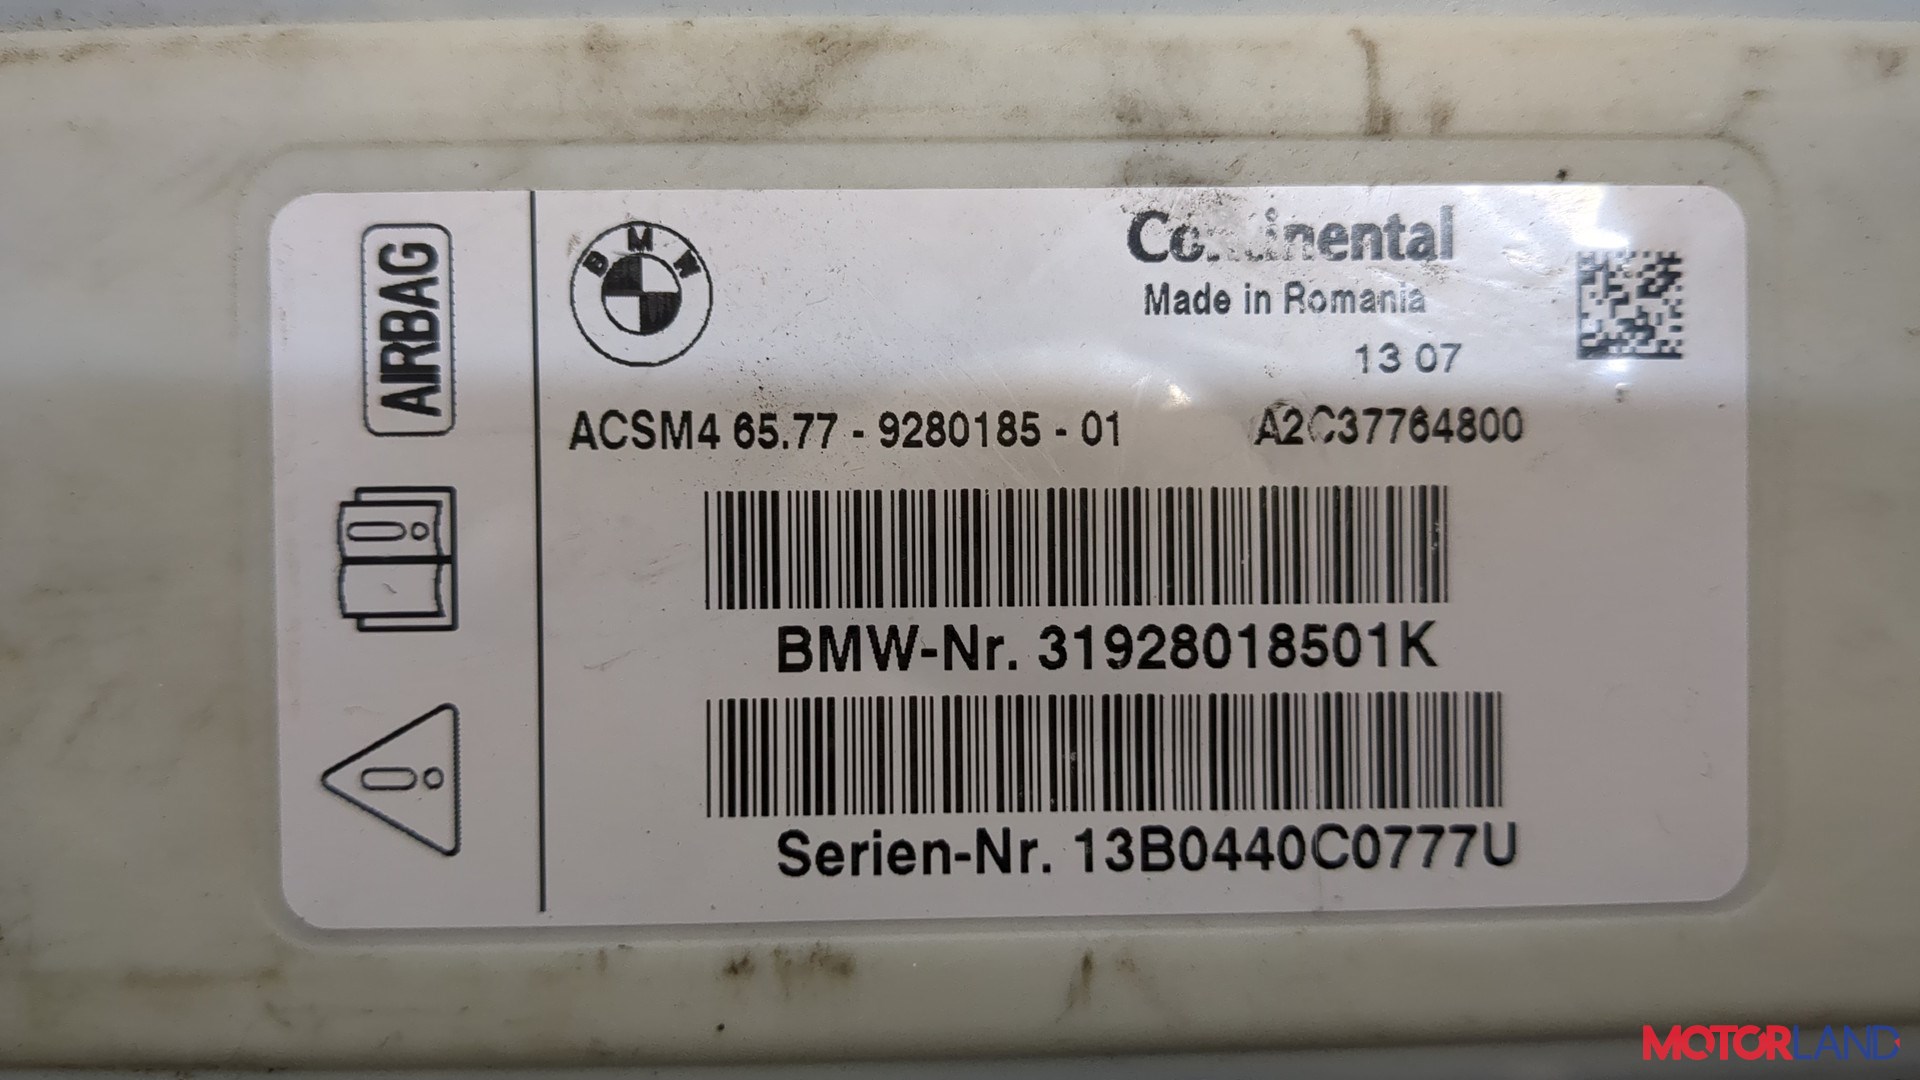 AIRBAG
BMW
Continental
Made in Romania
13 07
ACSM4 65.77 - 9280185 - 01 A2C37764800
BMW-Nr. 31928018501K
Serien-Nr. 13B0440C0777U
MOTORLAND